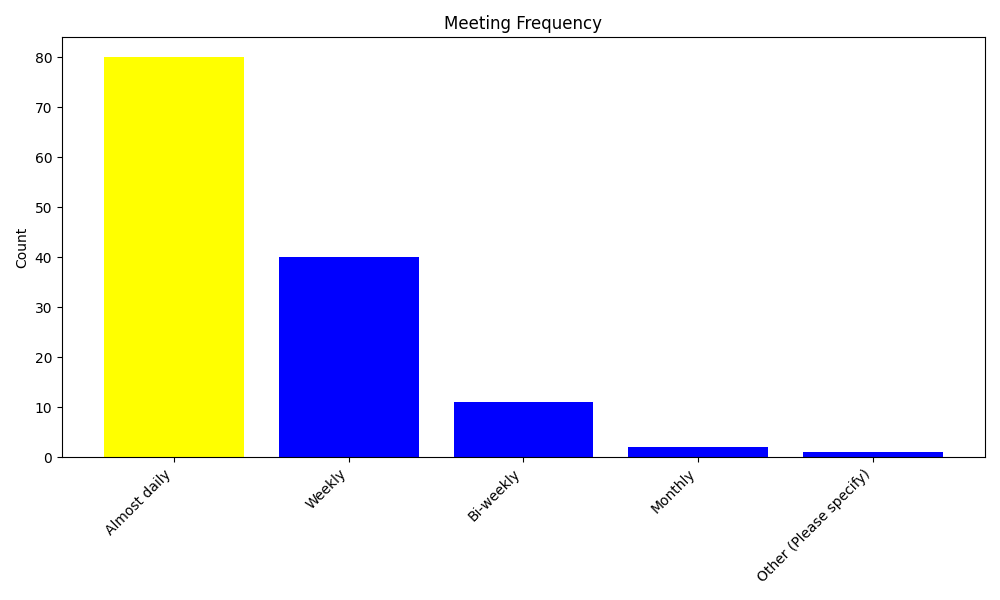 Meeting Frequency
80
70
60
50
40
30
20
10
0
Count
Almost daily
Weekly
Bi-weekly
Monthly
Other (Please specify)